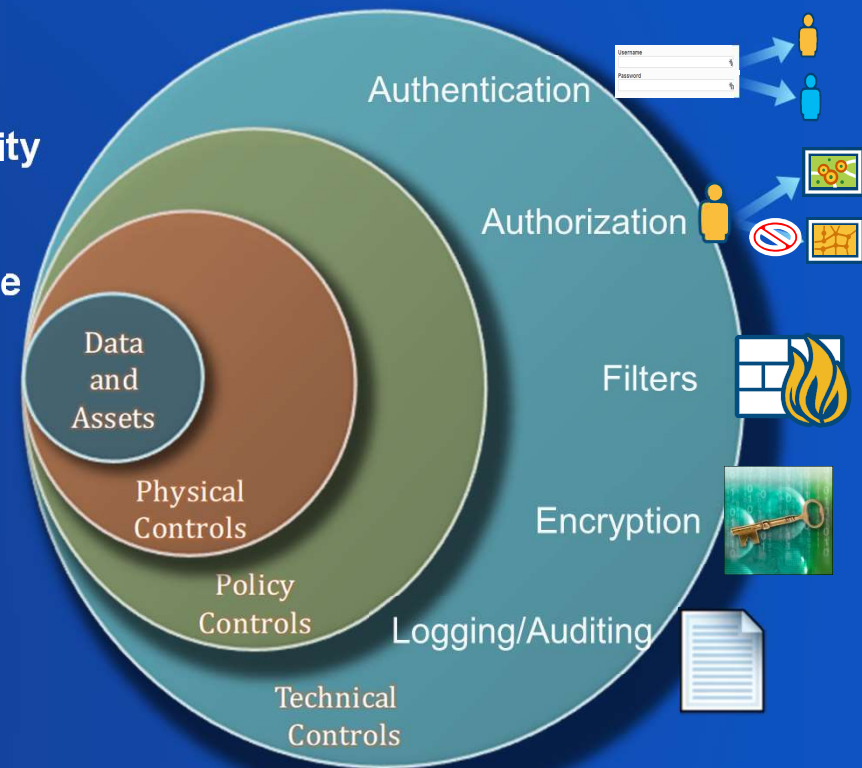 Authentication
Username
Password
ity
Authorization
e
Data
and
Assets
Filters
Physical
Controls
Encryption
Policy
Controls
Logging/Auditing
Technical
Controls